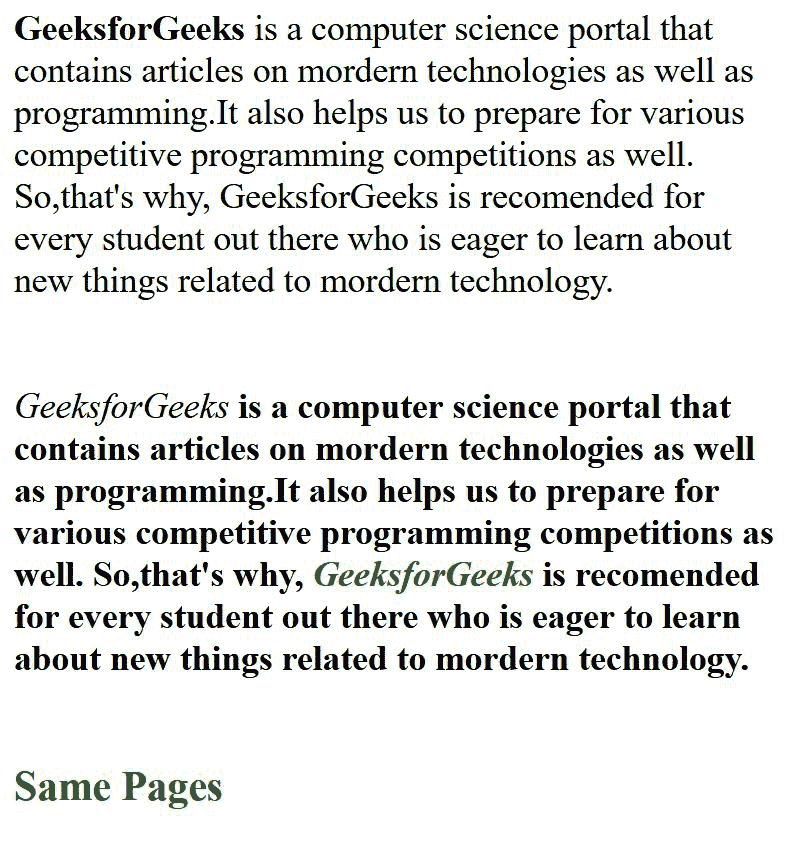 GeeksforGeeks is a computer science portal that
contains articles on mordern technologies as well as
programming.It also helps us to prepare for various
competitive programming competitions as well.
So,that's why, GeeksforGeeks is recomended for
every student out there who is eager to learn about
new things related to mordern technology.
GeeksforGeeks is a computer science portal that
contains articles on mordern technologies as well
as programming.It also helps us to prepare for
various competitive programming competitions as
well. So,that's why, GeeksforGeeks is recomended
for every student out there who is eager to learn
about new things related to mordern technology.
Same Pages